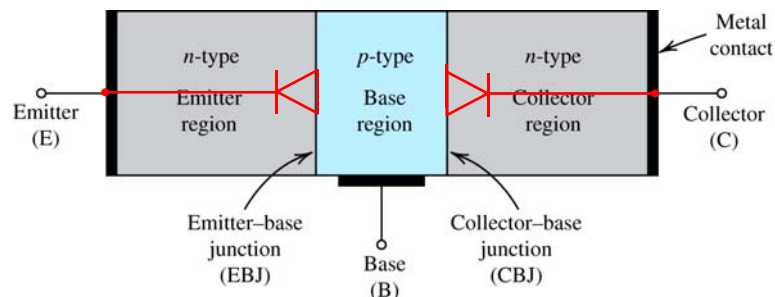 n-type
Emitter
region
p-type
Base
region
n-type
Collector
region
Metal
contact
Emitter
(E)
Collector
(C)
Emitter–base
junction
(EBJ)
Base
(B)
Collector–base
junction
(CBJ)